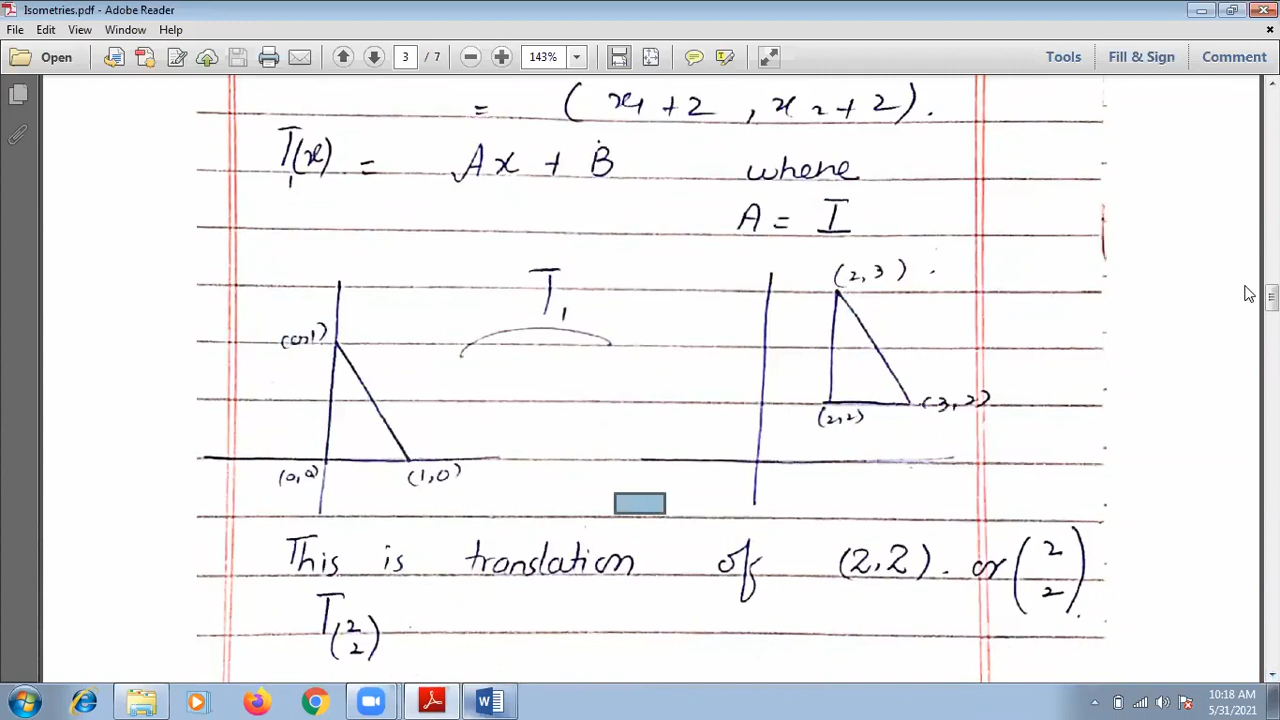 Isometries.pdf - Adobe Reader
File Edit View Window Help
Open 3 / 7 143% Tools Fill & Sign Comment
= (x1 + 2 , x2 + 2).
T1(x) = Ax + B where
A = I
T1
(2,3).
(0,1)
(3,2)
(2,2)
(0,0) (1,0)
This is translation of (2,2). or (2 2).
T(2 2)
10:18 AM
5/31/2021